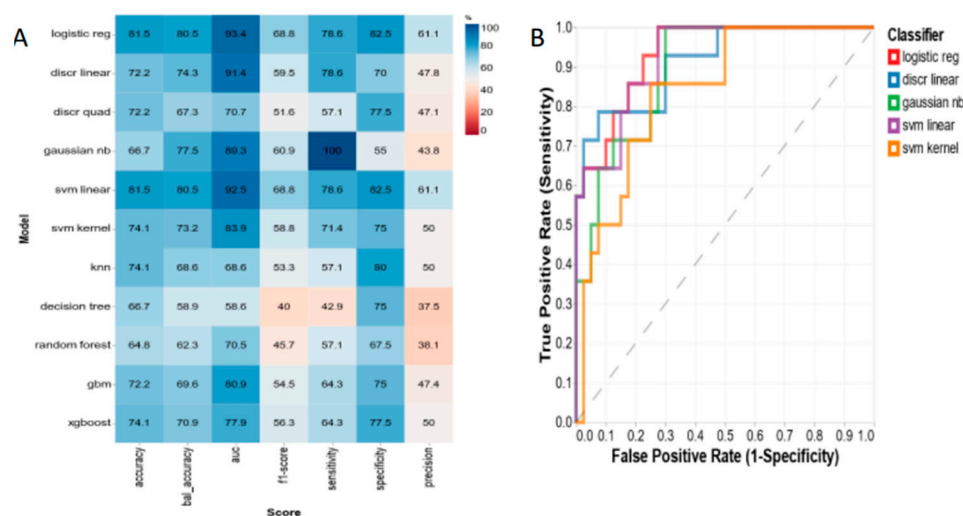 A
%
logistic reg 81.5 80.5 93.4 68.8 78.6 82.5 61.1
discr linear 72.2 74.3 91.4 59.5 78.6 70 47.8
discr quad 72.2 67.3 70.7 51.6 57.1 77.5 47.1
gaussian nb 66.7 77.5 89.3 60.9 100 55 43.8
svm linear 81.5 80.5 92.5 68.8 78.6 82.5 61.1
svm kernel 74.1 73.2 83.9 58.8 71.4 75 50
knn 74.1 68.6 68.6 53.3 57.1 80 50
decision tree 66.7 58.9 58.6 40 42.9 75 37.5
random forest 64.8 62.3 70.5 45.7 57.1 67.5 38.1
gbm 72.2 69.6 80.9 54.5 64.3 75 47.4
xgboost 74.1 70.9 77.9 56.3 64.3 77.5 50
Model
accuracy bal_accuracy auc f1-score sensitivity specificity precision
Score
100
80
60
40
20
0
B
True Positive Rate (Sensitivity)
1.0
0.9
0.8
0.7
0.6
0.5
0.4
0.3
0.2
0.1
0.0
0.0 0.1 0.2 0.3 0.4 0.5 0.6 0.7 0.8 0.9 1.0
False Positive Rate (1-Specificity)
Classifier
logistic reg
discr linear
gaussian nb
svm linear
svm kernel